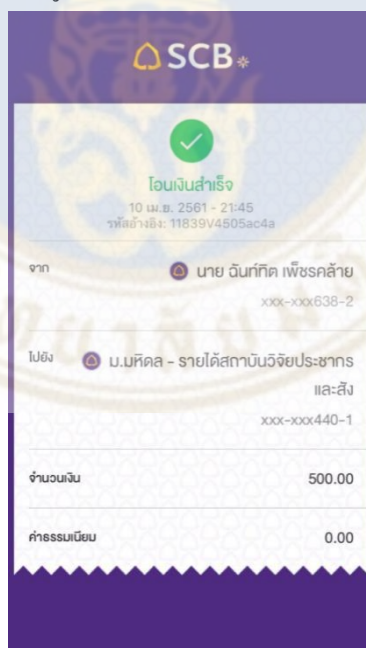 SCB
โอนเงินสำเร็จ
10 เม.ย. 2561 - 21:45
รหัสอ้างอิง: 11839V4505ac4a
จาก
นาย ฉันท์ทิต เพ็ชรคล้าย
xxx-xxx638-2
ไปยัง
ม.มหิดล - รายได้สถาบันวิจัยประชากร
และสัง
xxx-xxx440-1
จำนวนเงิน 500.00
ค่าธรรมเนียม 0.00